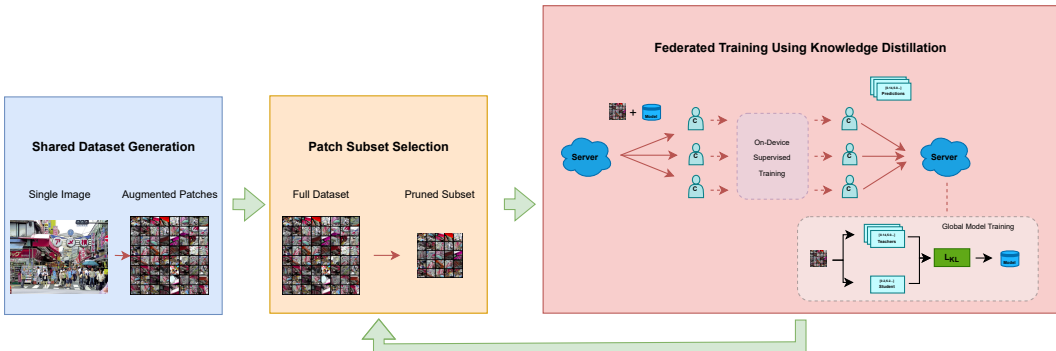 Shared Dataset Generation
Single Image
Augmented Patches
Patch Subset Selection
Full Dataset
Pruned Subset
Federated Training Using Knowledge Distillation
Server
+
Model
C
C
C
On-Device
Supervised
Training
C
C
C
Predictions
Server
Global Model Training
Teachers
Student
L_KL
Model